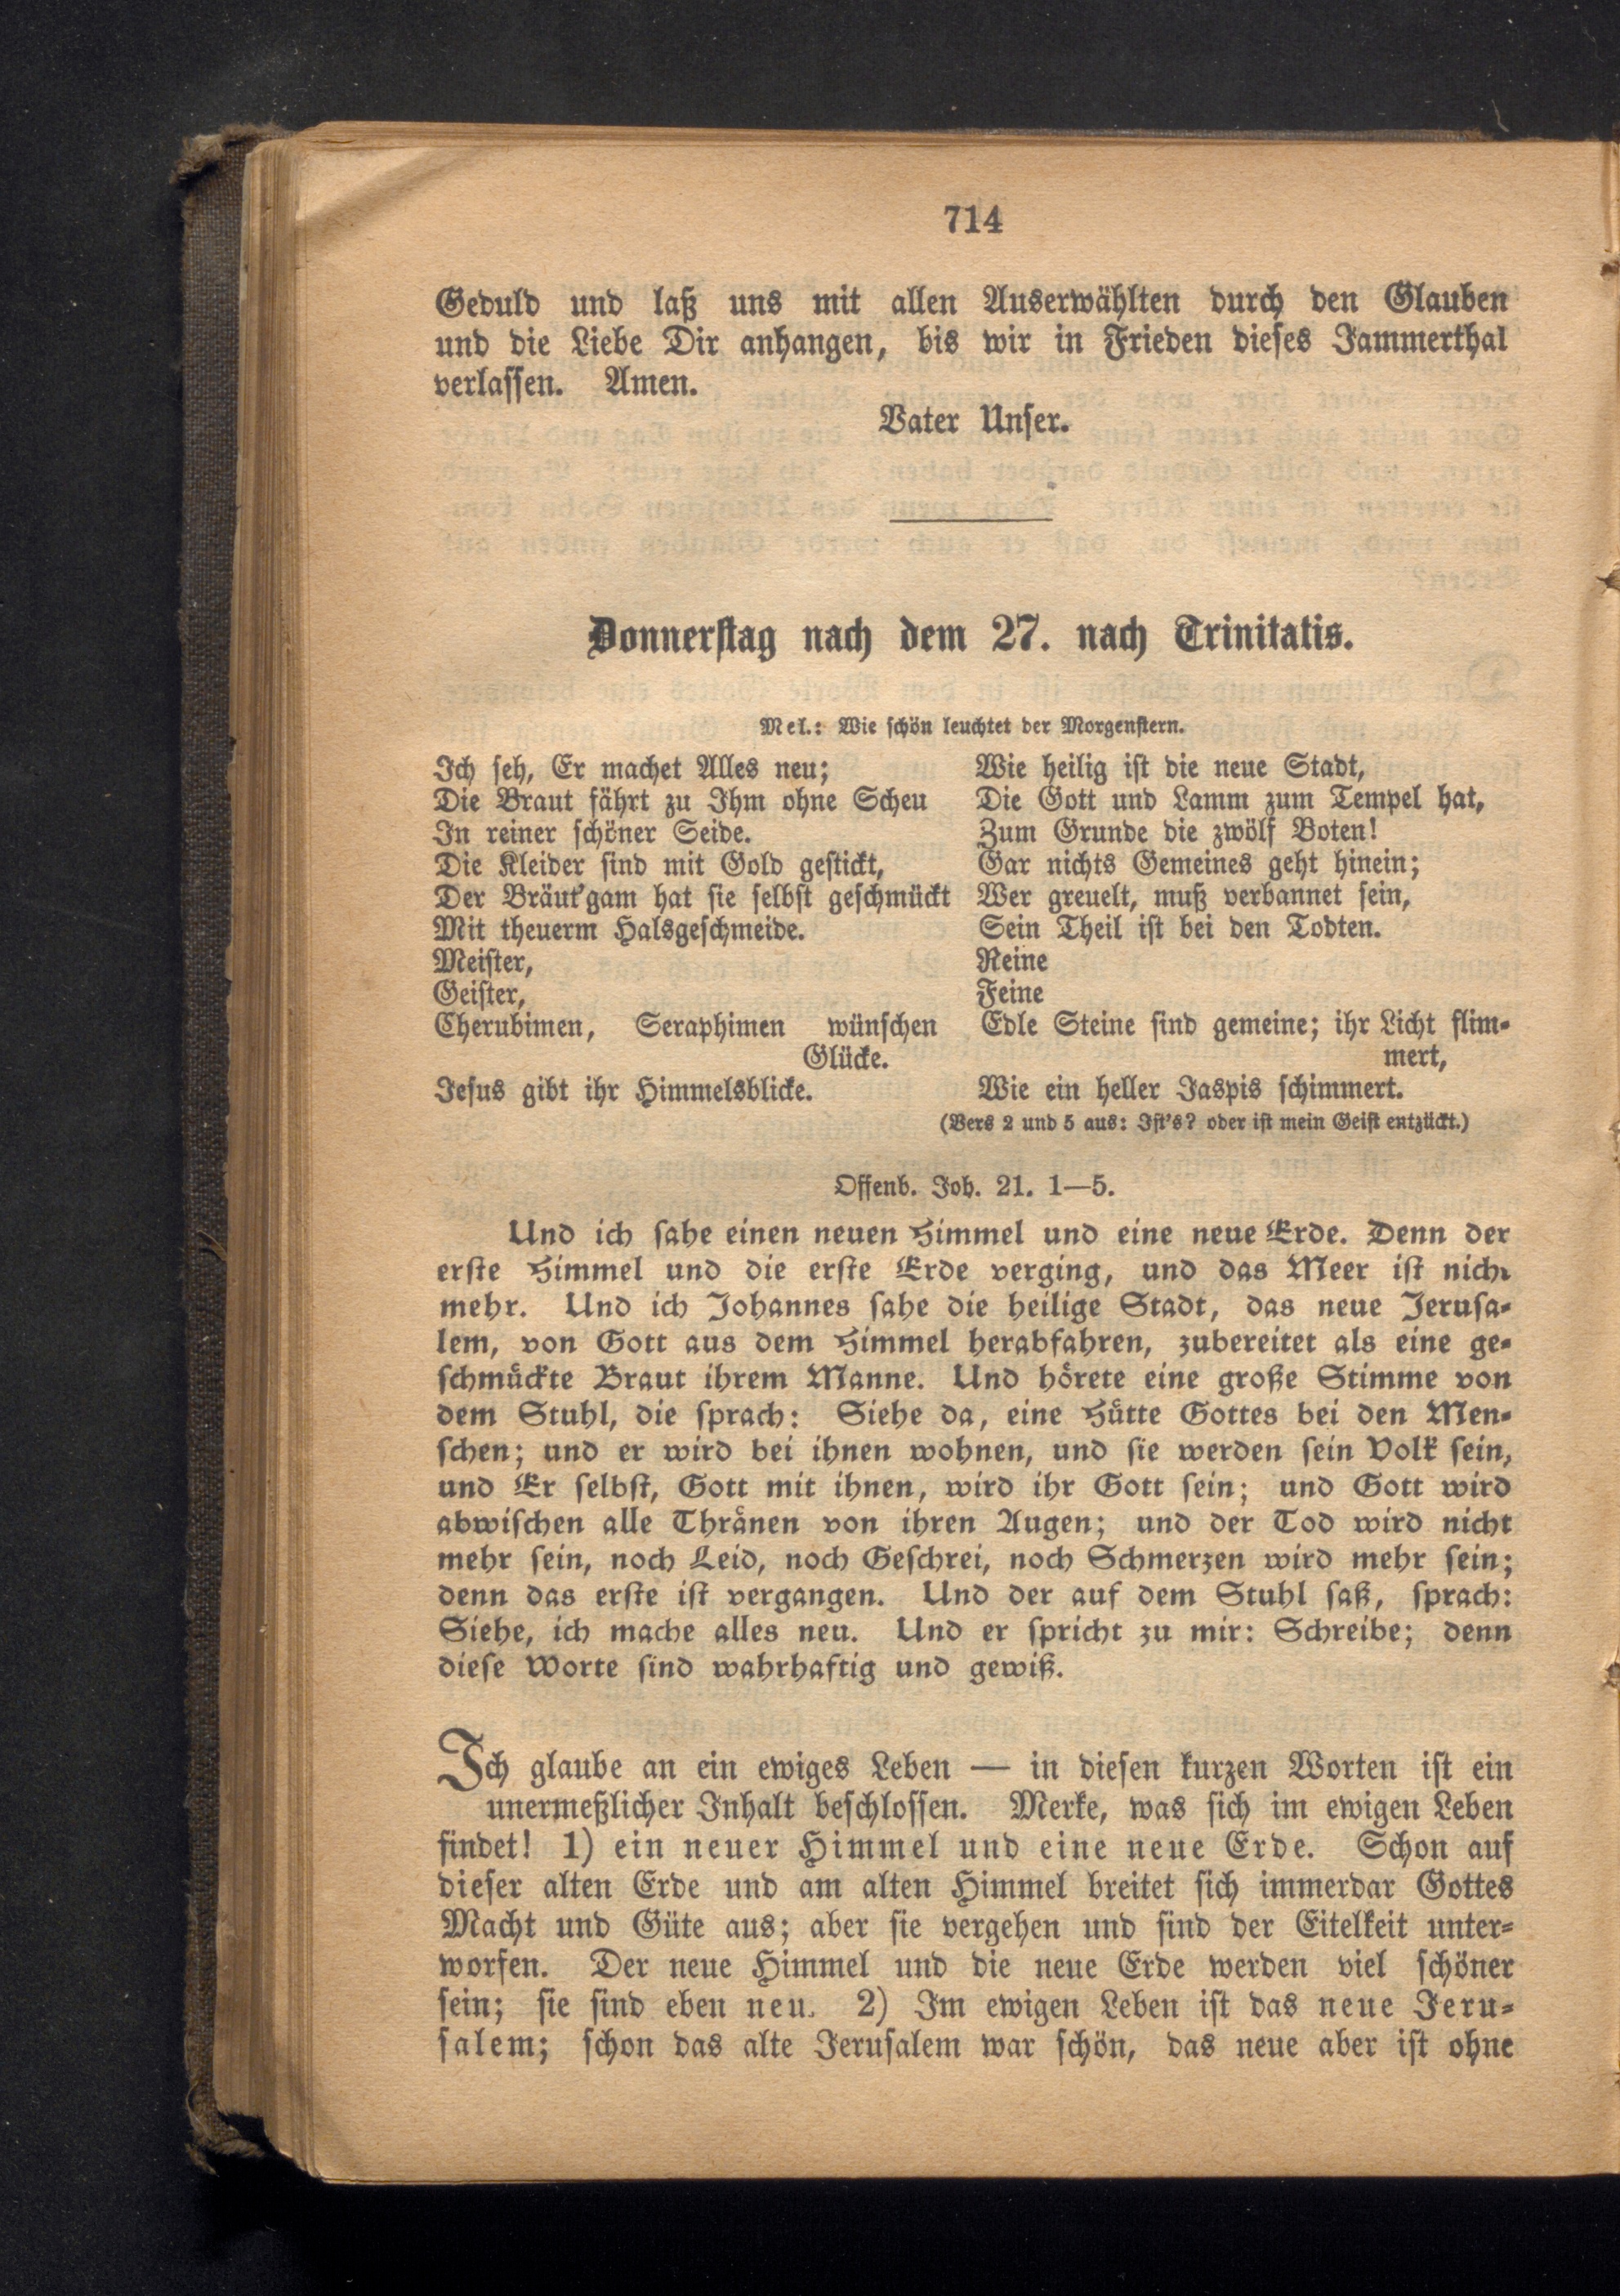 714
Geduld und laß uns mit allen Auserwählten durch den Glauben
und die Liebe Dir anhangen, bis wir in Frieden dieses Jammerthal
verlassen. Amen.
Vater Unser.
Donnerstag nach dem 27. nach Trinitatis.
Mel.: Wie schön leuchtet der Morgenstern.
Ich seh, Er machet Alles neu;
Die Braut fährt zu Ihm ohne Scheu
In reiner schöner Seide.
Die Kleider sind mit Gold gestickt,
Der Bräut'gam hat sie selbst geschmückt
Mit theuerm Halsgeschmeide.
Meister,
Geister,
Cherubimen, Seraphimen wünschen
Glücke.
Jesus gibt ihr Himmelsblicke.
Wie heilig ist die neue Stadt,
Die Gott und Lamm zum Tempel hat,
Zum Grunde die zwölf Boten!
Gar nichts Gemeines geht hinein;
Wer greuelt, muß verbannet sein,
Sein Theil ist bei den Todten.
Reine
Feine
Edle Steine sind gemeine; ihr Licht flim-
mert,
Wie ein heller Jaspis schimmert.
(Vers 2 und 5 aus: Ist's? oder ist mein Geist entzückt.)
Offenb. Joh. 21. 1—5.
Und ich sahe einen neuen Himmel und eine neue Erde. Denn der
erste Himmel und die erste Erde verging, und das Meer ist nicht
mehr. Und ich Johannes sahe die heilige Stadt, das neue Jerusa-
lem, von Gott aus dem Himmel herabfahren, zubereitet als eine ge-
schmückte Braut ihrem Manne. Und hörete eine große Stimme von
dem Stuhl, die sprach: Siehe da, eine Hütte Gottes bei den Men-
schen; und er wird bei ihnen wohnen, und sie werden sein Volk sein,
und Er selbst, Gott mit ihnen, wird ihr Gott sein; und Gott wird
abwischen alle Thränen von ihren Augen; und der Tod wird nicht
mehr sein, noch Leid, noch Geschrei, noch Schmerzen wird mehr sein;
denn das erste ist vergangen. Und der auf dem Stuhl saß, sprach:
Siehe, ich mache alles neu. Und er spricht zu mir: Schreibe; denn
diese Worte sind wahrhaftig und gewiß.
Ich glaube an ein ewiges Leben — in diesen kurzen Worten ist ein
unermeßlicher Inhalt beschlossen. Merke, was sich im ewigen Leben
findet! 1) ein neuer Himmel und eine neue Erde. Schon auf
dieser alten Erde und am alten Himmel breitet sich immerdar Gottes
Macht und Güte aus; aber sie vergehen und sind der Eitelkeit unter-
worfen. Der neue Himmel und die neue Erde werden viel schöner
sein; sie sind eben neu. 2) Im ewigen Leben ist das neue Jeru-
salem; schon das alte Jerusalem war schön, das neue aber ist ohne